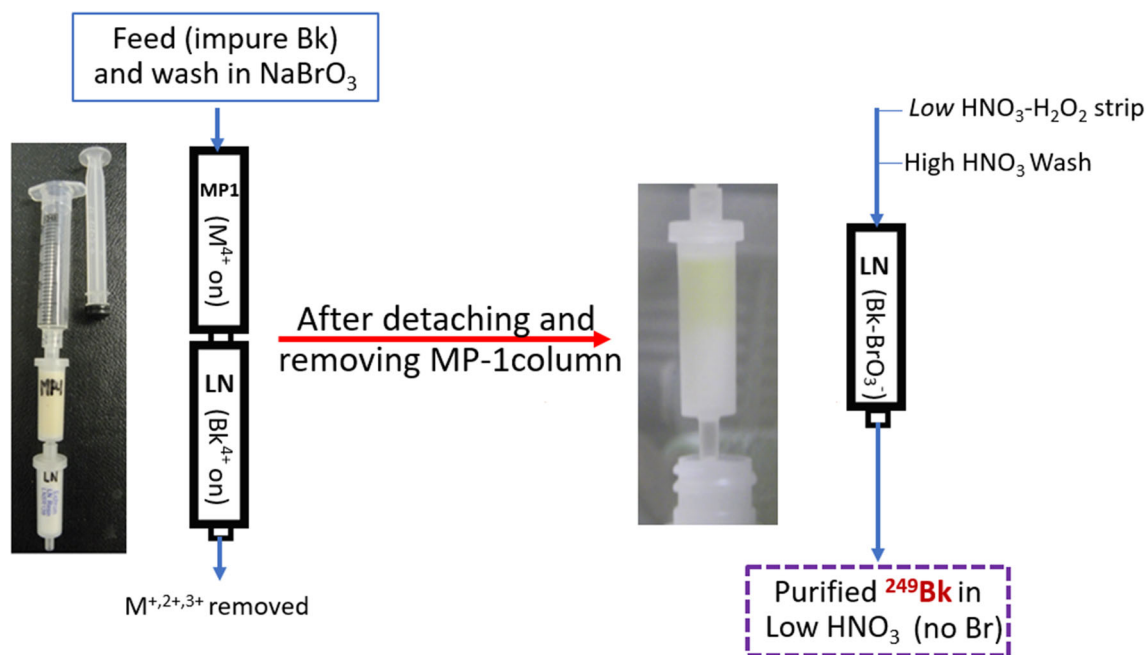 Feed (impure Bk)
and wash in NaBrO₃
MP1
(M⁴⁺ on)
LN
(Bk⁴⁺ on)
M⁺,²⁺,³⁺ removed
MP-1
LN
After detaching and
removing MP-1column
Low HNO₃-H₂O₂ strip
High HNO₃ Wash
LN
(Bk-BrO₃⁻)
Purified ²⁴⁹Bk in
Low HNO₃ (no Br)